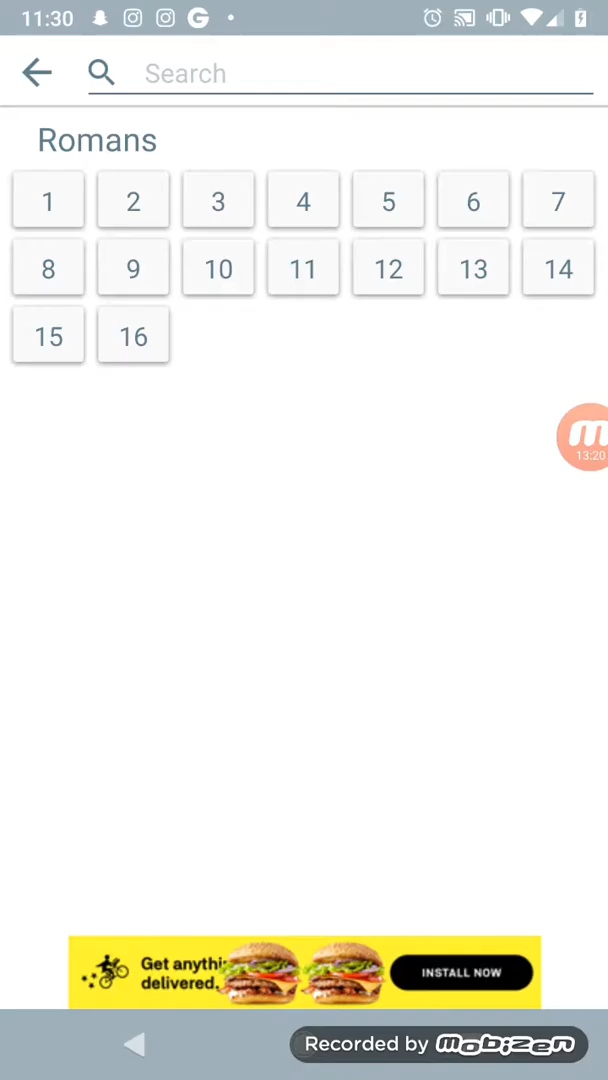 11:30
Search
Romans
1 2 3 4 5 6 7
8 9 10 11 12 13 14
15 16
13:20
Get anythi
delivered.
INSTALL NOW
Recorded by mobizen